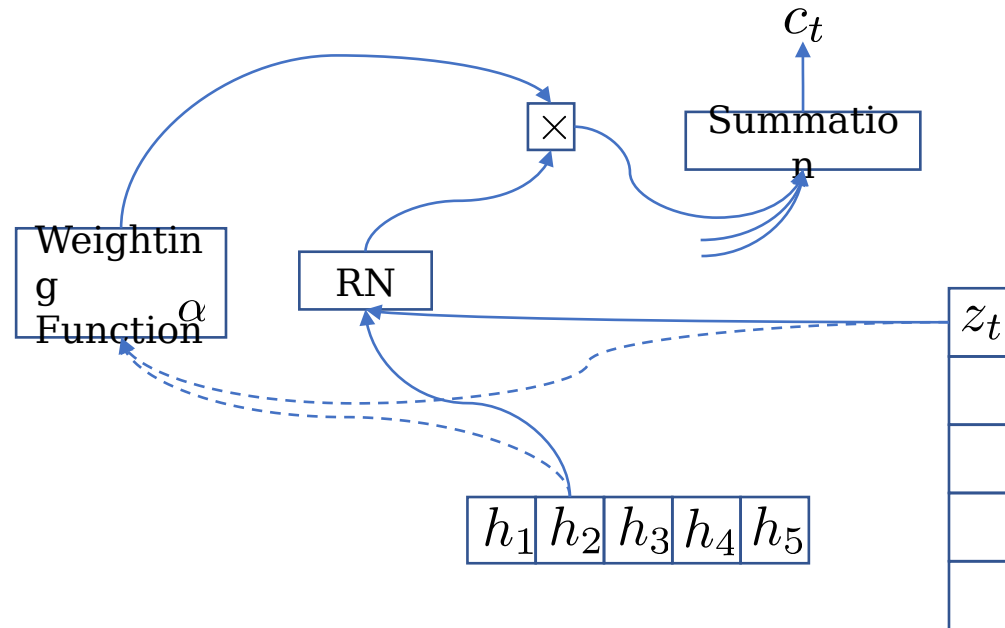 c_t
×
Summatio
n
Weightin
g
Function α
RN
z_t
h_1 h_2 h_3 h_4 h_5